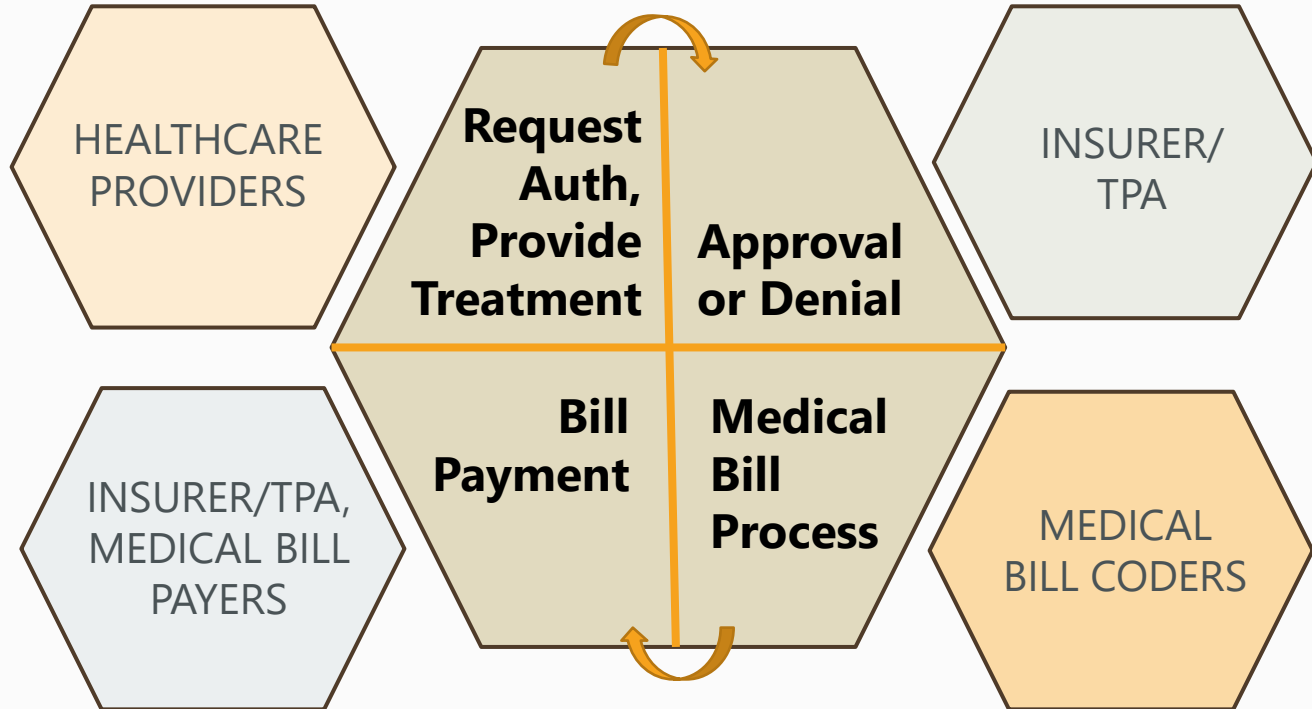 HEALTHCARE
PROVIDERS
Request
Auth,
Provide
Treatment
Approval
or Denial
INSURER/
TPA
INSURER/TPA,
MEDICAL BILL
PAYERS
Bill
Payment
Medical
Bill
Process
MEDICAL
BILL CODERS